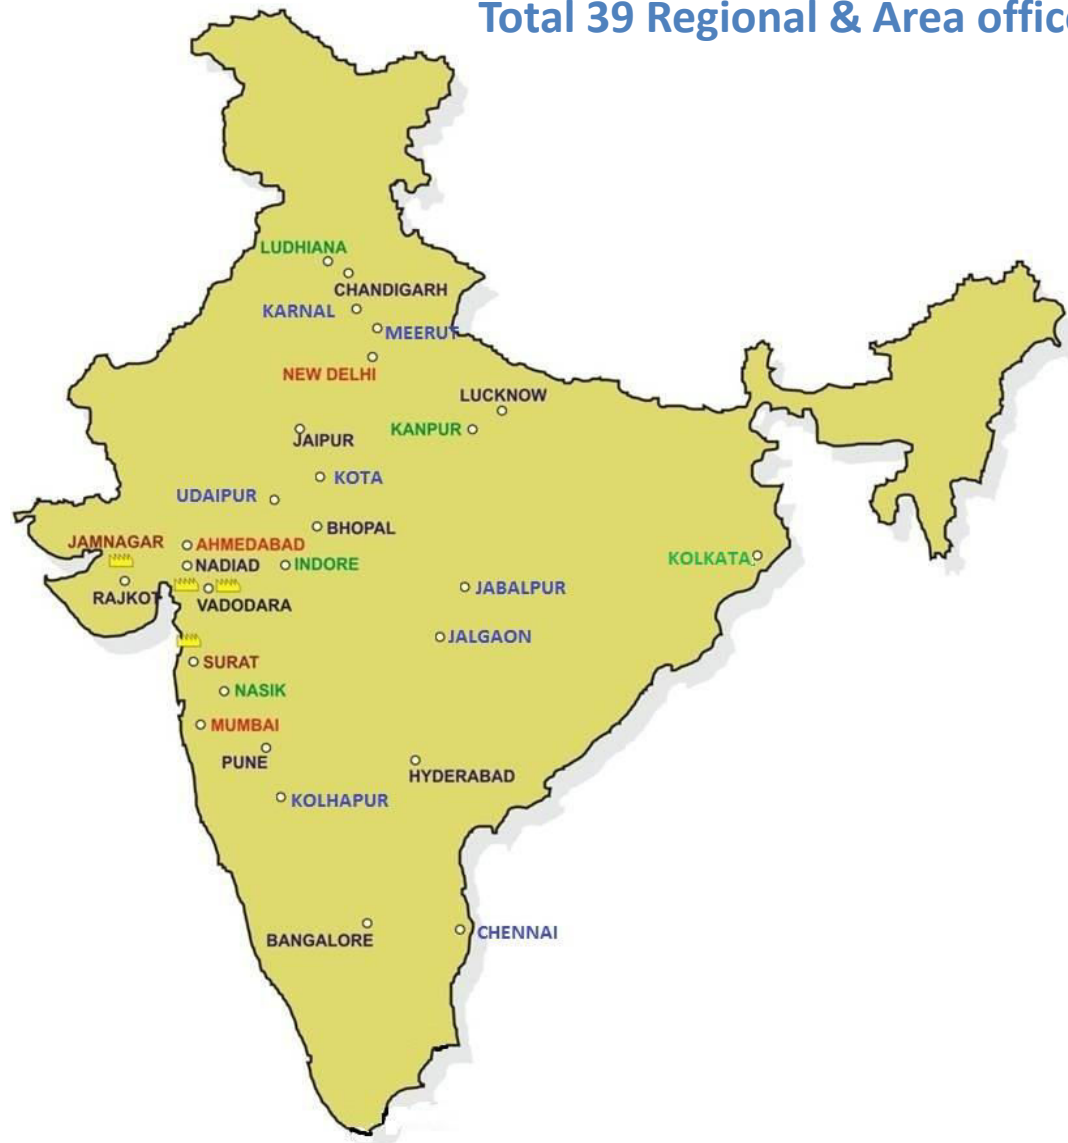 Total 39 Regional & Area offic
LUDHIANA
CHANDIGARH
KARNAL
MEERUT
NEW DELHI
LUCKNOW
KANPUR
JAIPUR
KOTA
UDAIPUR
BHOPAL
JAMNAGAR
AHMEDABAD
NADIAD
INDORE
KOLKATA
RAJKOT
VADODARA
JABALPUR
JALGAON
SURAT
NASIK
MUMBAI
PUNE
HYDERABAD
KOLHAPUR
BANGALORE
CHENNAI